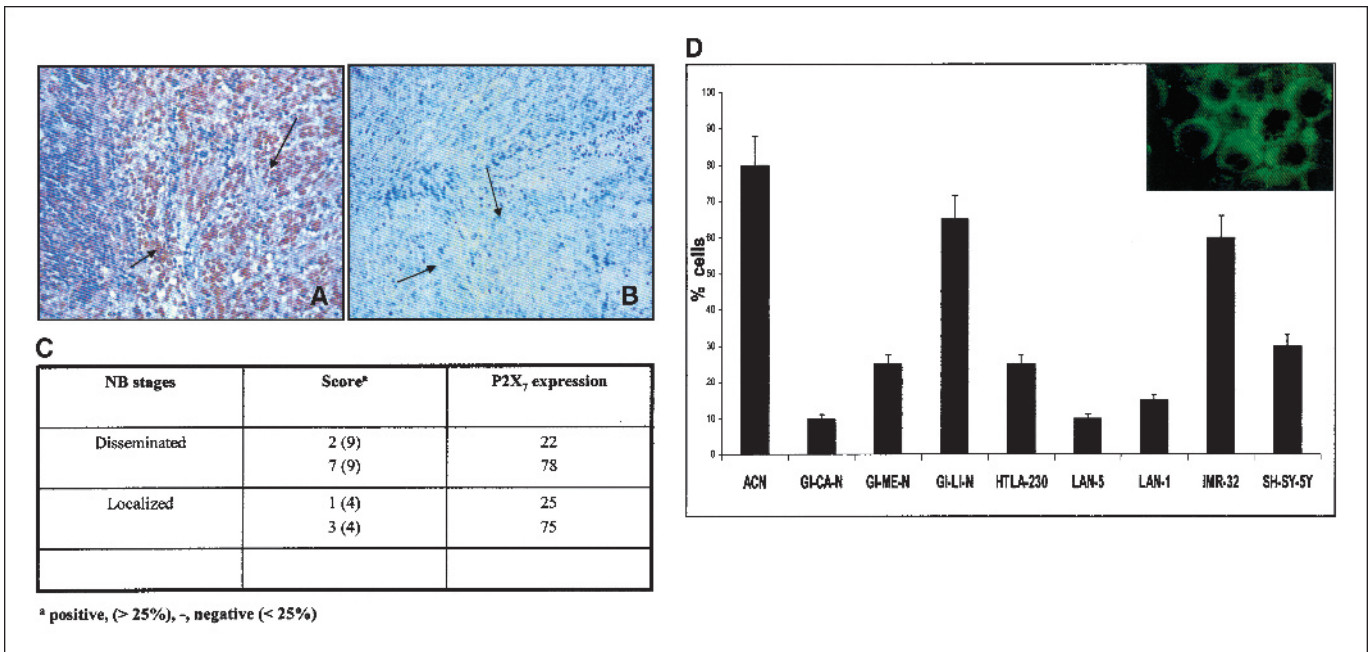 A
B
C
NB stages Scoreª P2X₇ expression
Disseminated 2 (9) 22
7 (9) 78
Localized 1 (4) 25
3 (4) 75
ª positive, (> 25%), -, negative (< 25%)
D
% cells
100
90
80
70
60
50
40
30
20
10
0
ACN GI-CA-N GI-ME-N GI-LI-N HTLA-230 LAN-5 LAN-1 IMR-32 SH-SY-5Y